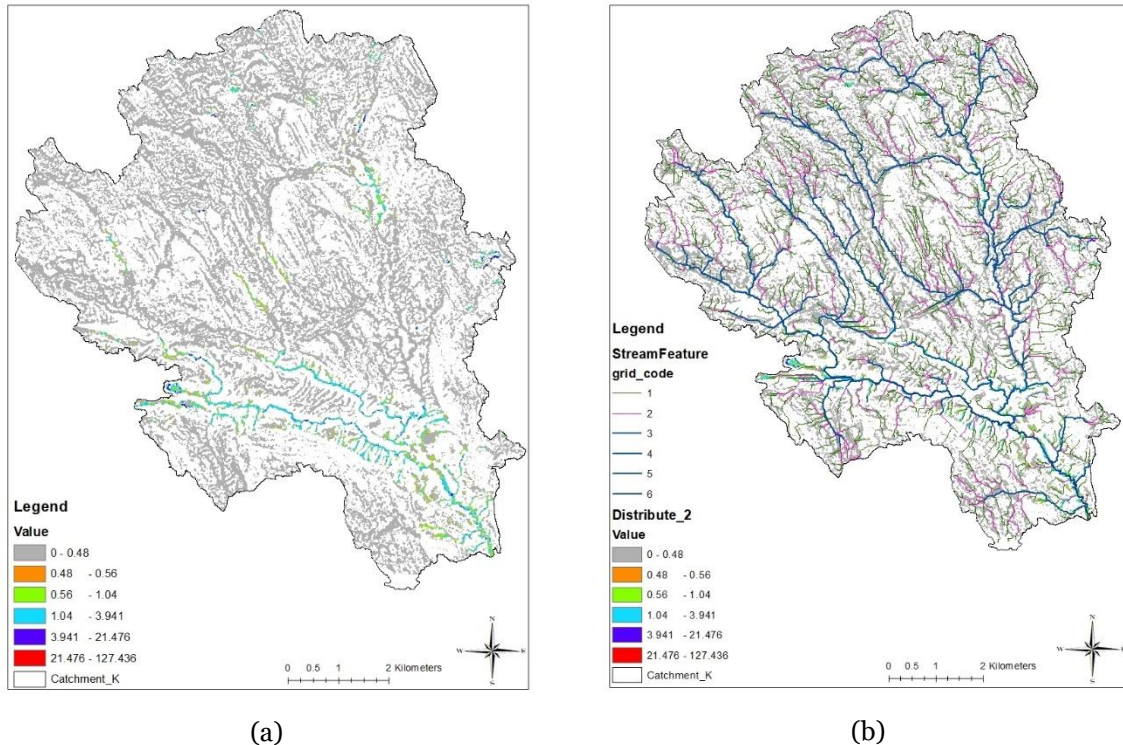 Legend
Value
0 - 0.48
0.48 - 0.56
0.56 - 1.04
1.04 - 3.941
3.941 - 21.476
21.476 - 127.436
Catchment_K
0 0.5 1 2 Kilometers
N
W E
S
(a)
Legend
StreamFeature
grid_code
1
2
3
4
5
6
Distribute_2
Value
0 - 0.48
0.48 - 0.56
0.56 - 1.04
1.04 - 3.941
3.941 - 21.476
21.476 - 127.436
Catchment_K
0 0.5 1 2 Kilometers
N
W E
S
(b)